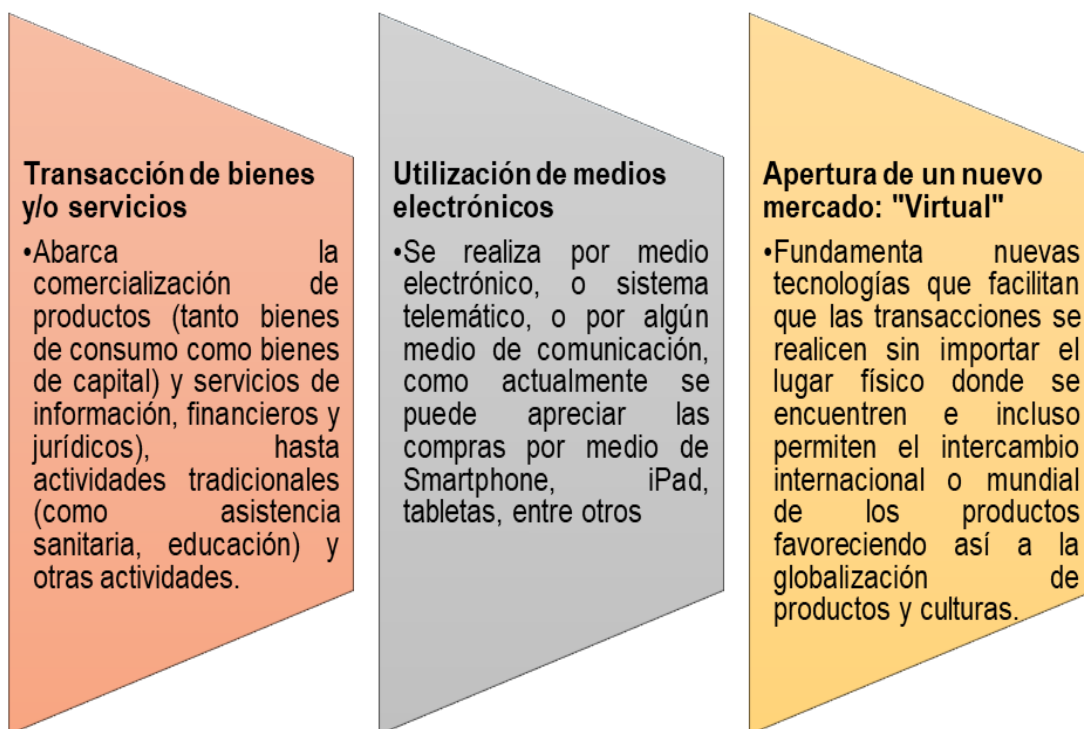 Transacción de bienes
y/o servicios
•Abarca la
comercialización de
productos (tanto bienes
de consumo como bienes
de capital) y servicios de
información, financieros y
jurídicos), hasta
actividades tradicionales
(como asistencia
sanitaria, educación) y
otras actividades.
Utilización de medios
electrónicos
•Se realiza por medio
electrónico, o sistema
telemático, o por algún
medio de comunicación,
como actualmente se
puede apreciar las
compras por medio de
Smartphone, iPad,
tabletas, entre otros
Apertura de un nuevo
mercado: "Virtual"
•Fundamenta nuevas
tecnologías que facilitan
que las transacciones se
realicen sin importar el
lugar físico donde se
encuentren e incluso
permiten el intercambio
internacional o mundial
de los productos
favoreciendo así a la
globalización de
productos y culturas.